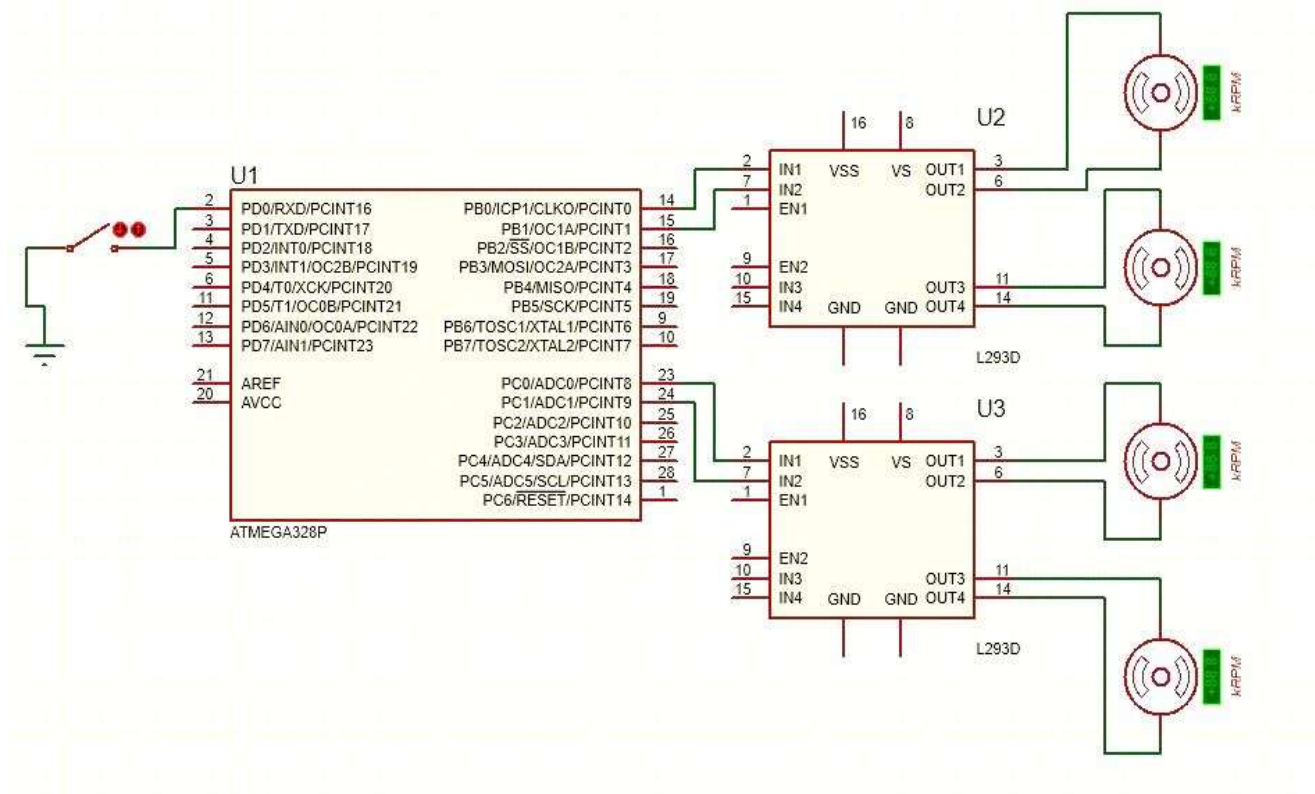 U1
2 PD0/RXD/PCINT16 PB0/ICP1/CLKO/PCINT0 14
3 PD1/TXD/PCINT17 PB1/OC1A/PCINT1 15
4 PD2/INT0/PCINT18 PB2/SS/OC1B/PCINT2 16
5 PD3/INT1/OC2B/PCINT19 PB3/MOSI/OC2A/PCINT3 17
6 PD4/T0/XCK/PCINT20 PB4/MISO/PCINT4 18
11 PD5/T1/OC0B/PCINT21 PB5/SCK/PCINT5 19
12 PD6/AIN0/OC0A/PCINT22 PB6/TOSC1/XTAL1/PCINT6 9
13 PD7/AIN1/PCINT23 PB7/TOSC2/XTAL2/PCINT7 10
21 AREF PC0/ADC0/PCINT8 23
20 AVCC PC1/ADC1/PCINT9 24
PC2/ADC2/PCINT10 25
PC3/ADC3/PCINT11 26
PC4/ADC4/SDA/PCINT12 27
PC5/ADC5/SCL/PCINT13 28
PC6/RESET/PCINT14 1
ATMEGA328P
U2
16 8
2 IN1 VSS VS OUT1 3
7 IN2 OUT2 6
1 EN1
9 EN2
10 IN3 OUT3 11
15 IN4 GND GND OUT4 14
L293D
U3
16 8
2 IN1 VSS VS OUT1 3
7 IN2 OUT2 6
1 EN1
9 EN2
10 IN3 OUT3 11
15 IN4 GND GND OUT4 14
L293D
kRPM
kRPM
kRPM
kRPM